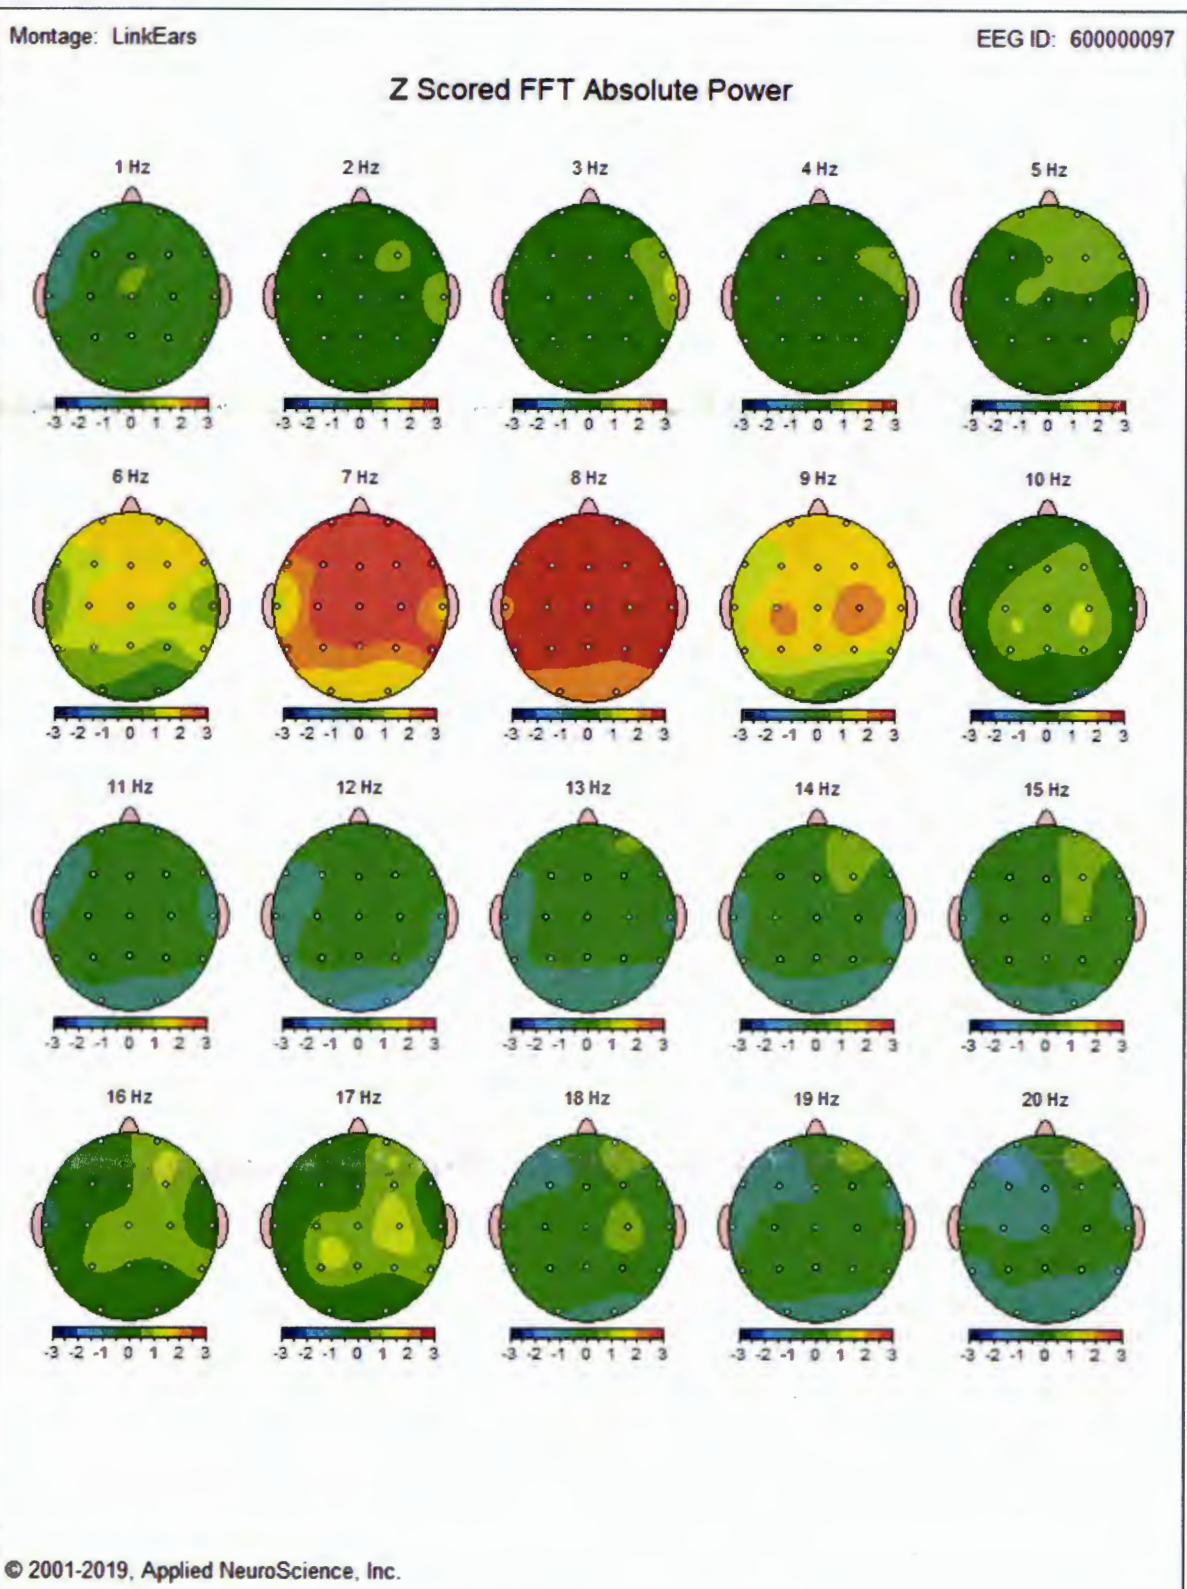 Montage: LinkEars EEG ID: 600000097
Z Scored FFT Absolute Power
1 Hz 2 Hz 3 Hz 4 Hz 5 Hz
-3 -2 -1 0 1 2 3 -3 -2 -1 0 1 2 3 -3 -2 -1 0 1 2 3 -3 -2 -1 0 1 2 3 -3 -2 -1 0 1 2 3
6 Hz 7 Hz 8 Hz 9 Hz 10 Hz
-3 -2 -1 0 1 2 3 -3 -2 -1 0 1 2 3 -3 -2 -1 0 1 2 3 -3 -2 -1 0 1 2 3 -3 -2 -1 0 1 2 3
11 Hz 12 Hz 13 Hz 14 Hz 15 Hz
-3 -2 -1 0 1 2 3 -3 -2 -1 0 1 2 3 -3 -2 -1 0 1 2 3 -3 -2 -1 0 1 2 3 -3 -2 -1 0 1 2 3
16 Hz 17 Hz 18 Hz 19 Hz 20 Hz
-3 -2 -1 0 1 2 3 -3 -2 -1 0 1 2 3 -3 -2 -1 0 1 2 3 -3 -2 -1 0 1 2 3 -3 -2 -1 0 1 2 3
© 2001-2019, Applied NeuroScience, Inc.